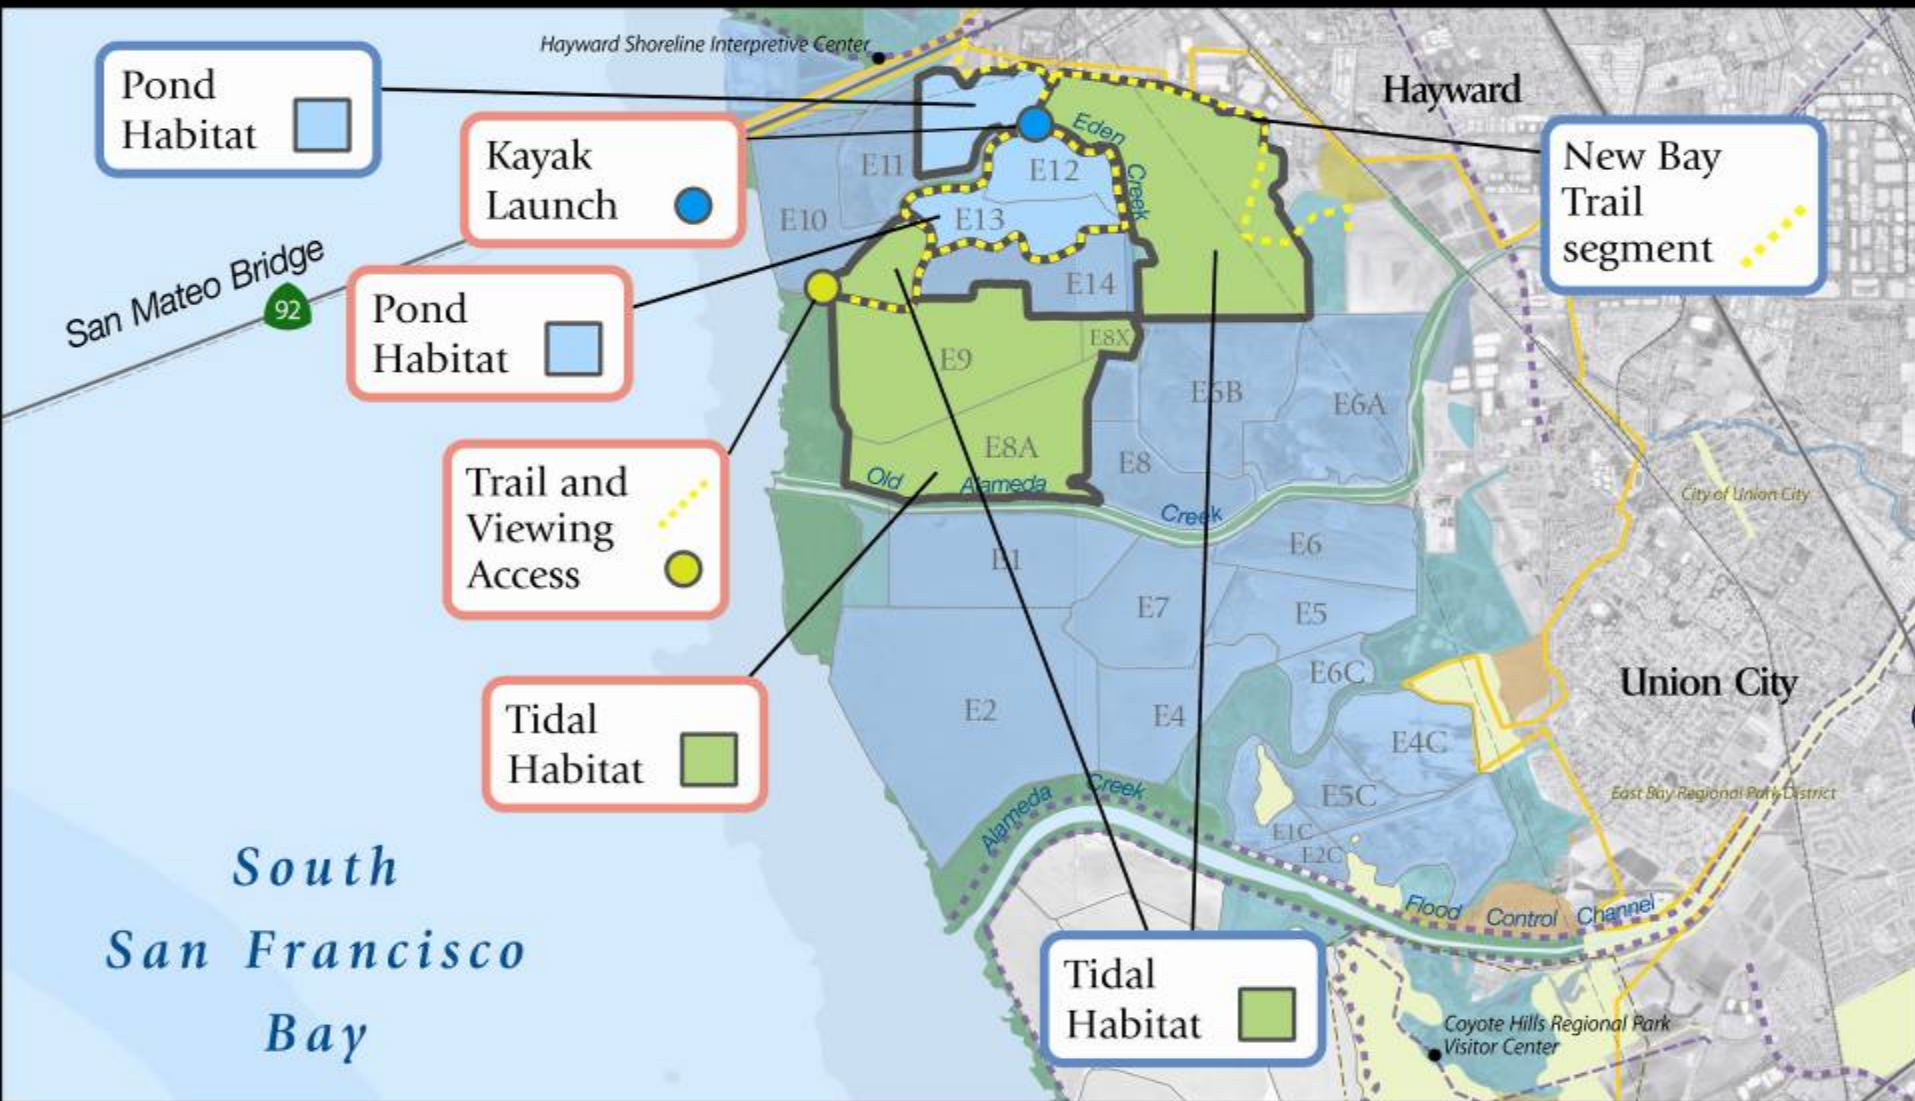 Hayward Shoreline Interpretive Center
Pond
Habitat
Hayward
Kayak
Launch
New Bay
Trail
segment
Eden
Creek
E11
E12
E10
E13
San Mateo Bridge
92
Pond
Habitat
E14
E8X
E9
E6B
E6A
E8A
E8
Trail and
Viewing
Access
Old Alameda
Creek
City of Union City
E1
E6
E7
E5
E6C
Union City
E2
E4
E4C
Tidal
Habitat
E5C
East Bay Regional Park District
E1C
E2C
Alameda Creek
Flood Control Channel
South
San Francisco
Bay
Tidal
Habitat
Coyote Hills Regional Park
Visitor Center